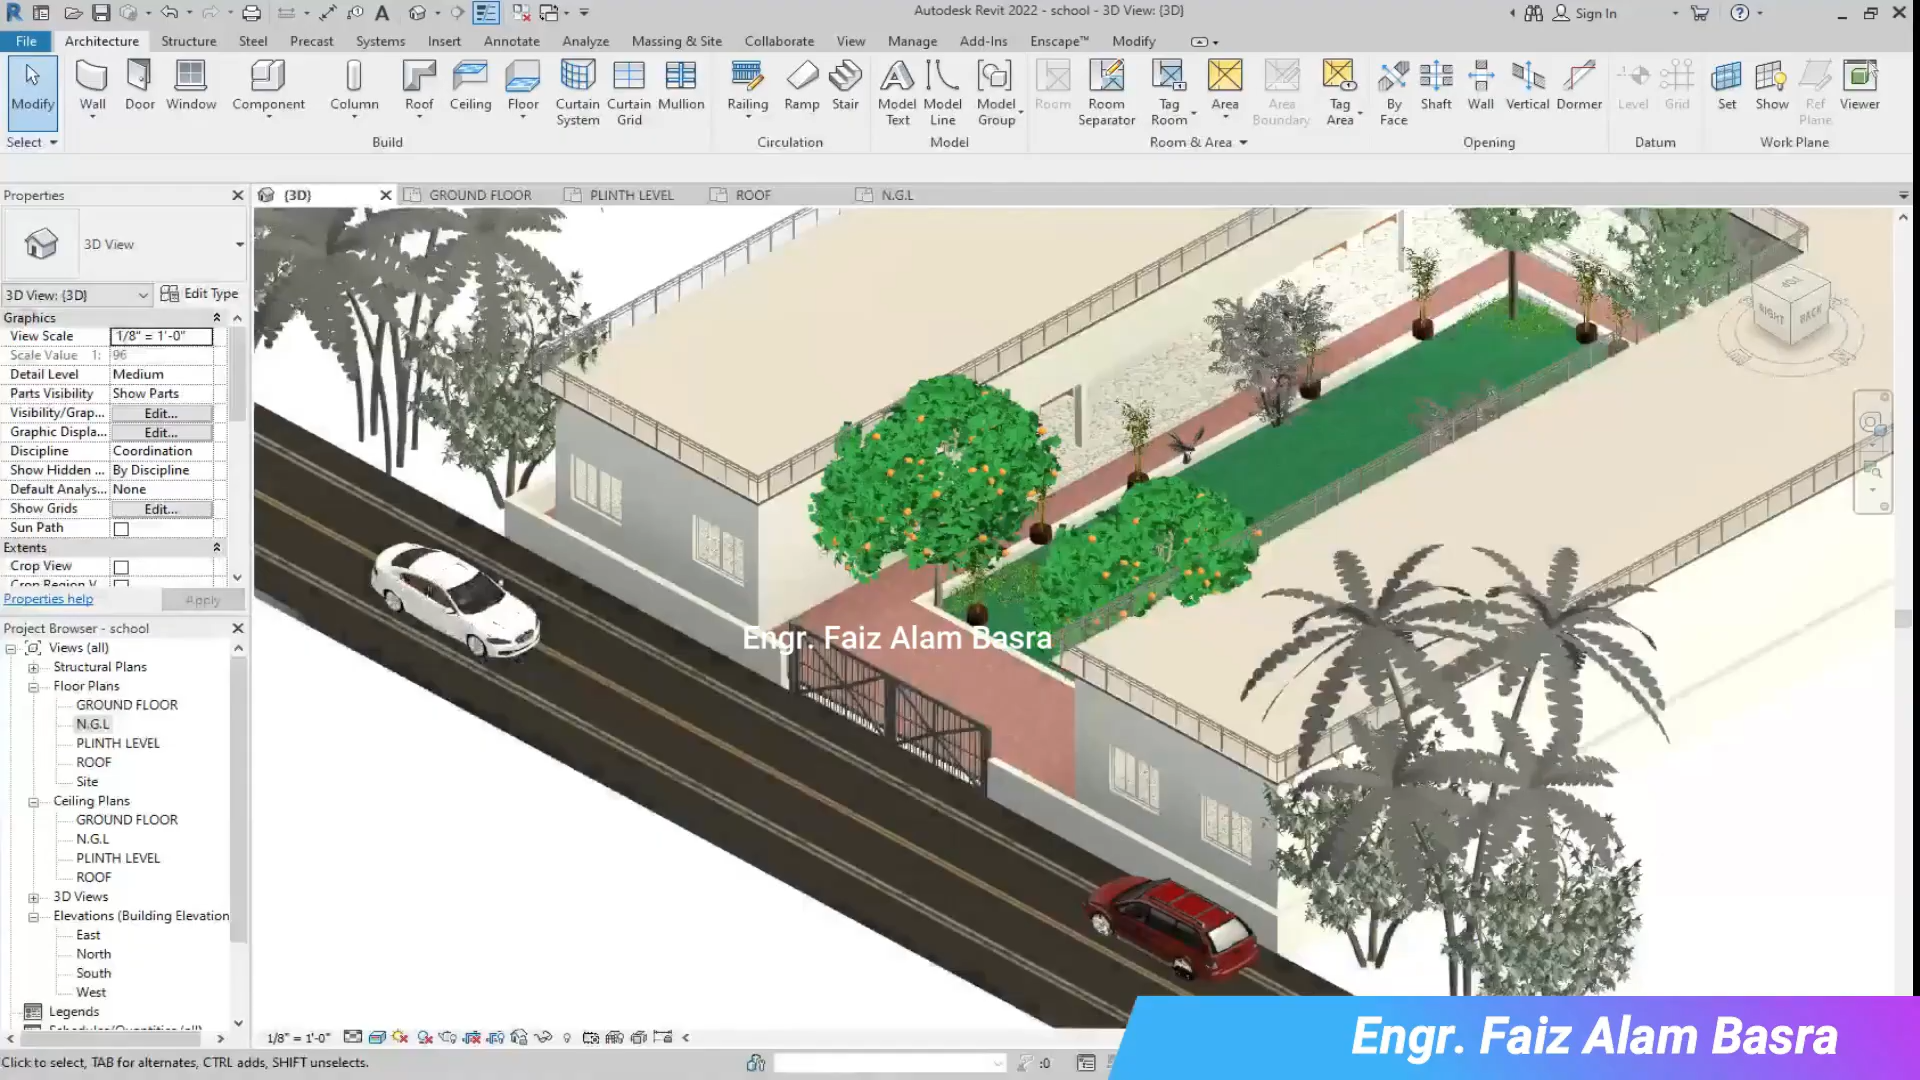 Autodesk Revit 2022 - school - 3D View: {3D}
Sign In
File Architecture Structure Steel Precast Systems Insert Annotate Analyze Massing & Site Collaborate View Manage Add-Ins Enscape™ Modify
Modify Wall Door Window Component Column Roof Ceiling Floor Curtain System Curtain Grid Mullion Railing Ramp Stair Model Text Model Line Model Group Room Room Separator Tag Room Area Area Boundary Tag Area By Face Shaft Wall Vertical Dormer Level Grid Set Show Ref Plane Viewer
Select Build Circulation Model Room & Area Opening Datum Work Plane
Properties
{3D} GROUND FLOOR PLINTH LEVEL ROOF N.G.L
3D View
3D View: {3D} Edit Type
Graphics
View Scale 1/8" = 1'-0"
Scale Value 1: 96
Detail Level Medium
Parts Visibility Show Parts
Visibility/Grap... Edit...
Graphic Displa... Edit...
Discipline Coordination
Show Hidden ... By Discipline
Default Analys... None
Show Grids Edit...
Sun Path
Extents
Crop View
Properties help Apply
Project Browser - school
Views (all)
Structural Plans
Floor Plans
GROUND FLOOR
N.G.L
PLINTH LEVEL
ROOF
Site
Ceiling Plans
GROUND FLOOR
N.G.L
PLINTH LEVEL
ROOF
3D Views
Elevations (Building Elevation
East
North
South
West
Legends
RIGHT BACK
Engr. Faiz Alam Basra
1/8" = 1'-0"
Click to select, TAB for alternates, CTRL adds, SHIFT unselects.
:0
Engr. Faiz Alam Basra